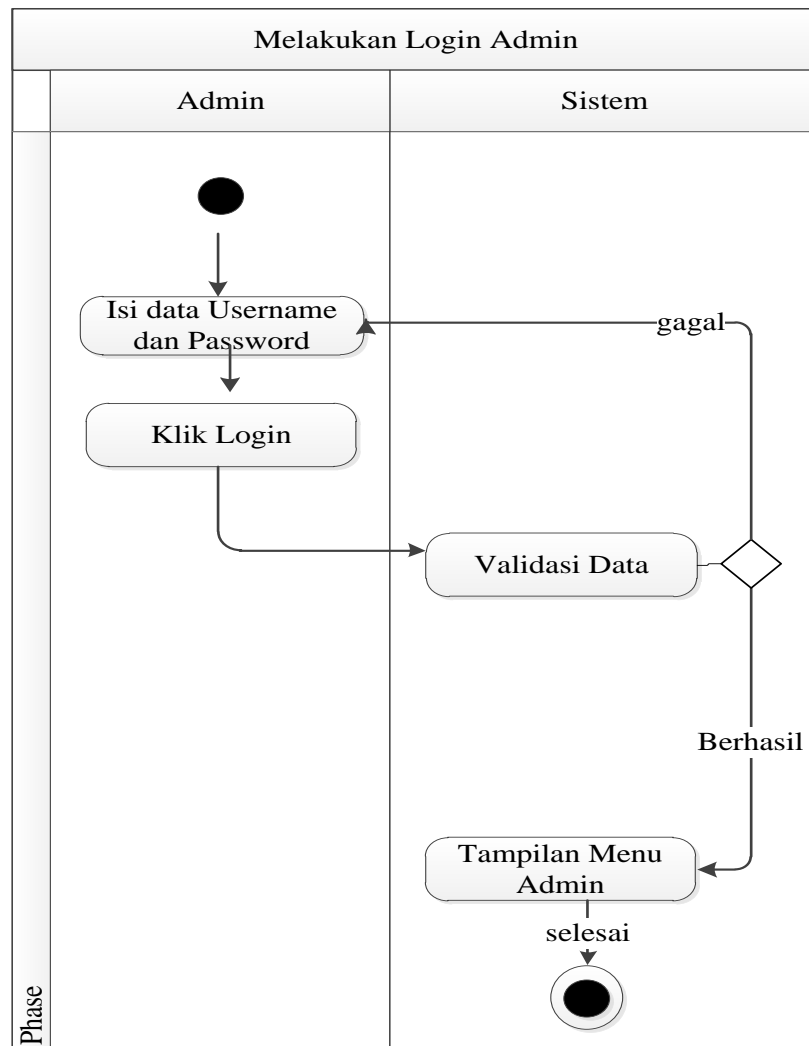 Melakukan Login Admin
Admin
Sistem
Isi data Username
dan Password
gagal
Klik Login
Validasi Data
Berhasil
Tampilan Menu
Admin
selesai
Phase